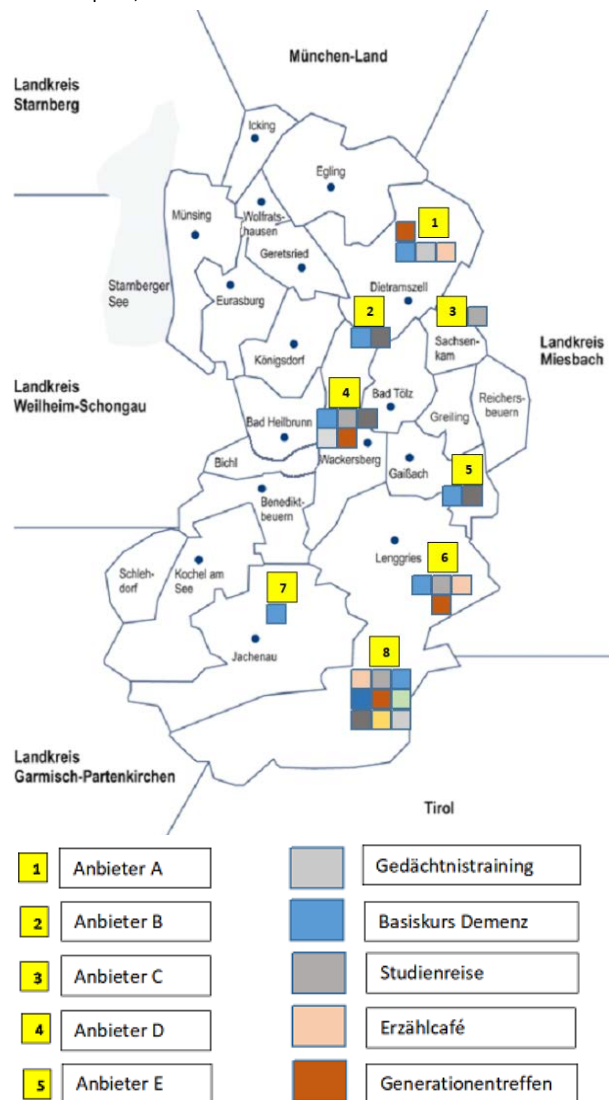 München-Land
Landkreis
Starnberg
Icking
Egling
Münsing
Wolfrats-
hausen
1
Geretsried
Starnberger
See
Eurasburg
Dietramszell
2
3
Königsdorf
Sachsen-
kam
Landkreis
Miesbach
Landkreis
Weilheim-Schongau
4
Bad Tölz
Reichers-
beuern
Bad Heilbrunn
Greiling
Wackersberg
Bichl
Gaißach
5
Benedikt-
beuern
Lenggries
6
Schleh-
dorf
Kochel am
See
7
Jachenau
8
Landkreis
Garmisch-Partenkirchen
Tirol
1 Anbieter A Gedächtnistraining
2 Anbieter B Basiskurs Demenz
3 Anbieter C Studienreise
4 Anbieter D Erzählcafé
5 Anbieter E Generationentreffen